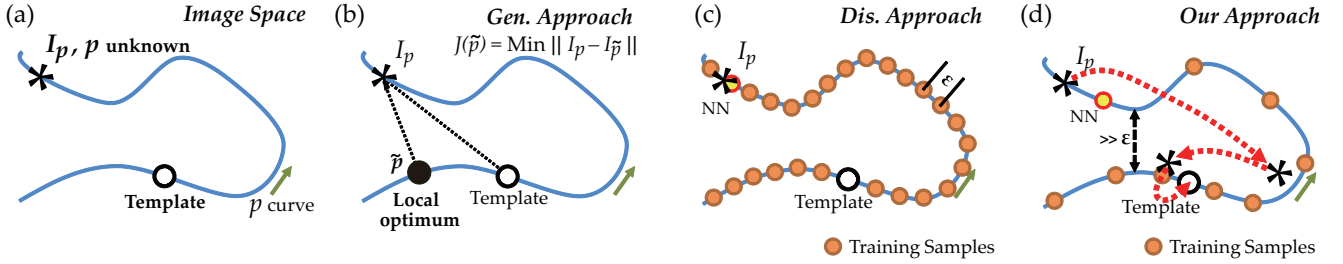 (a) Image Space
I_p, p unknown
Template
p curve
(b) Gen. Approach
J(p̃) = Min || I_p – I_p̃ ||
I_p
p̃
Local
optimum
Template
(c) Dis. Approach
I_p
NN
ε
Template
Training Samples
(d) Our Approach
I_p
NN
>> ε
Template
Training Samples